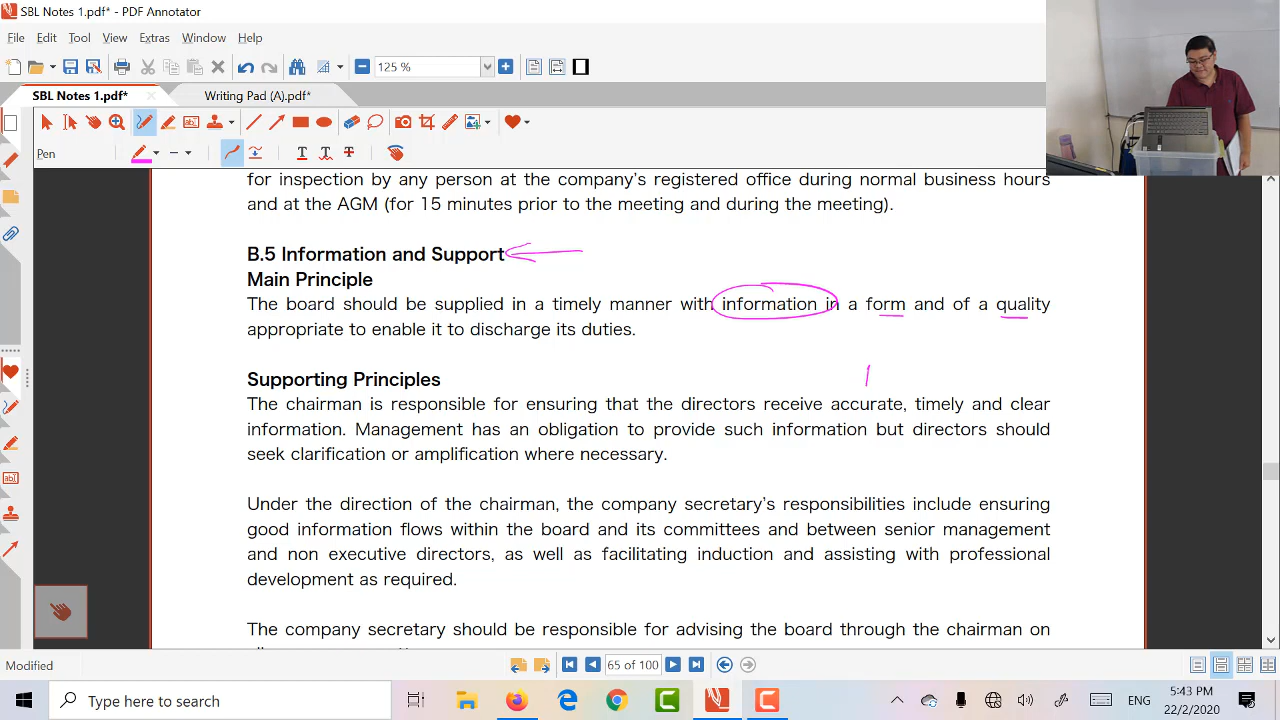 SBL Notes 1.pdf* - PDF Annotator
File Edit Tool View Extras Window Help
125 %
SBL Notes 1.pdf* Writing Pad (A).pdf*
Pen
for inspection by any person at the company's registered office during normal business hours
and at the AGM (for 15 minutes prior to the meeting and during the meeting).
B.5 Information and Support
Main Principle
The board should be supplied in a timely manner with information in a form and of a quality
appropriate to enable it to discharge its duties.
Supporting Principles
The chairman is responsible for ensuring that the directors receive accurate, timely and clear
information. Management has an obligation to provide such information but directors should
seek clarification or amplification where necessary.
Under the direction of the chairman, the company secretary's responsibilities include ensuring
good information flows within the board and its committees and between senior management
and non executive directors, as well as facilitating induction and assisting with professional
development as required.
The company secretary should be responsible for advising the board through the chairman on
Modified
65 of 100
Type here to search
ENG
5:43 PM
22/2/2020